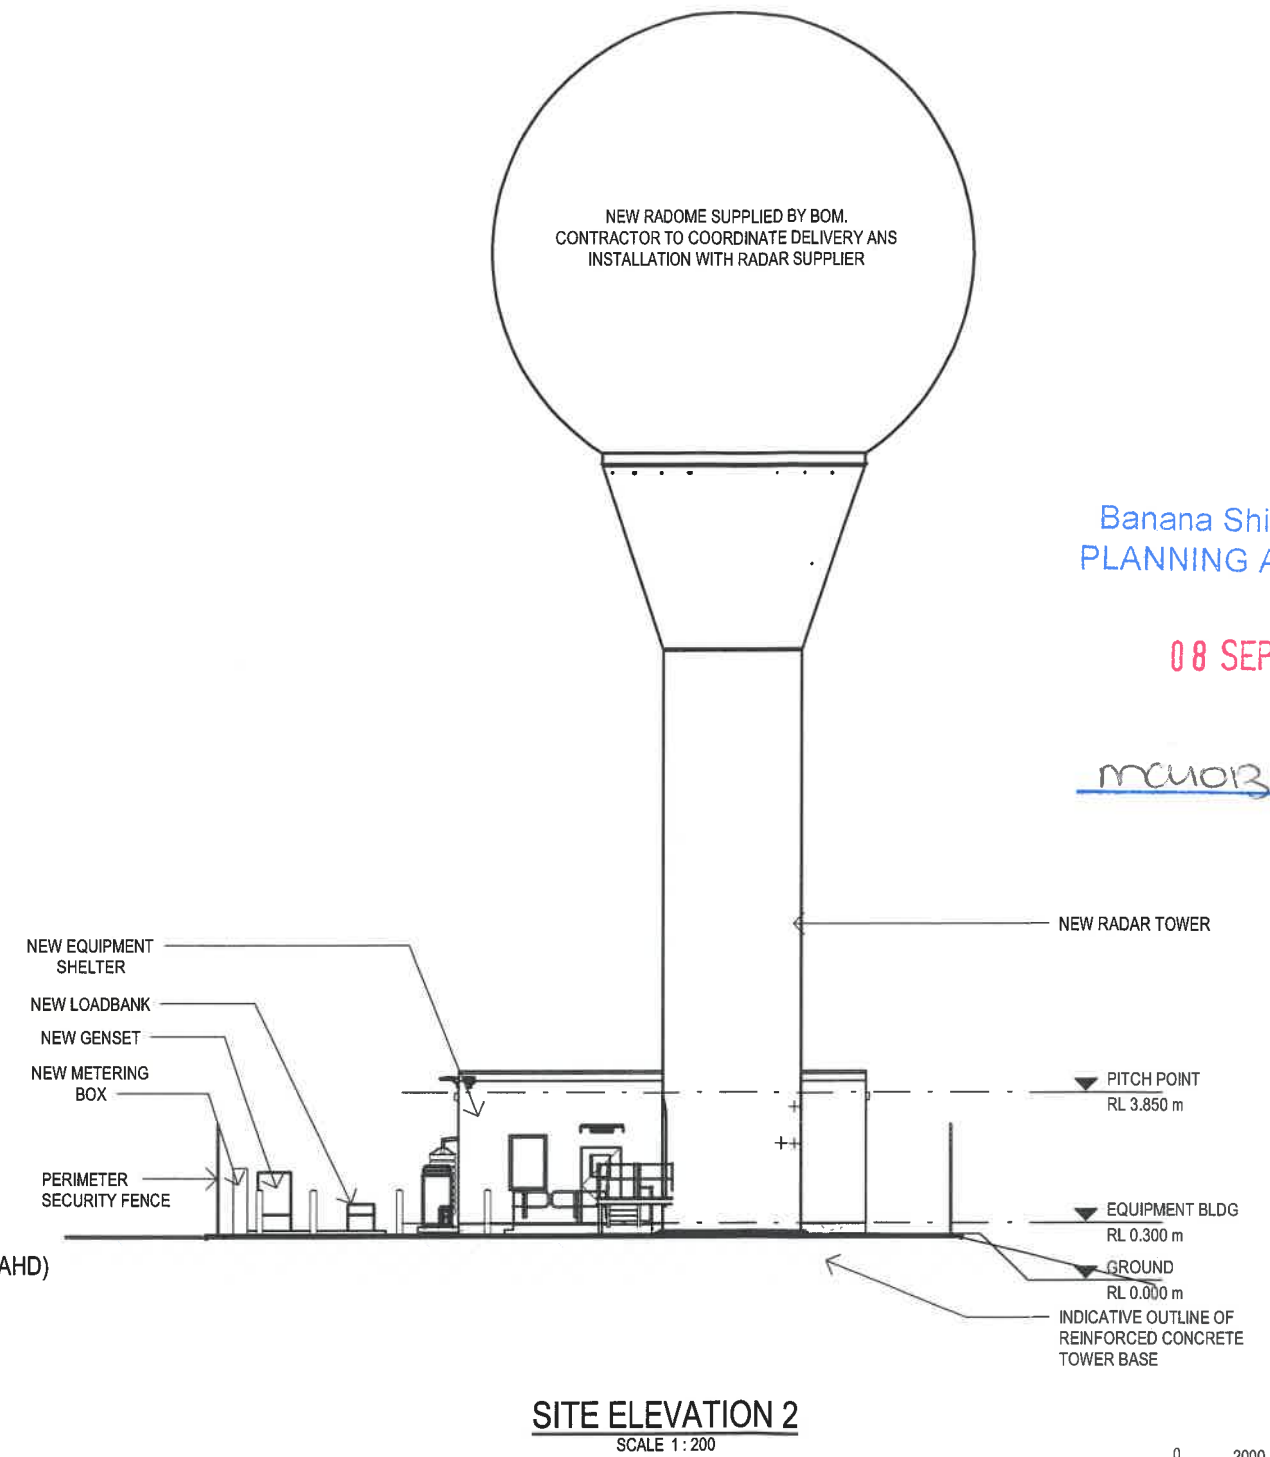 NEW RADOME SUPPLIED BY BOM.
CONTRACTOR TO COORDINATE DELIVERY ANS
INSTALLATION WITH RADAR SUPPLIER
Banana Shi
PLANNING A
08 SEP
NEW RADAR TOWER
NEW EQUIPMENT
SHELTER
NEW LOADBANK
NEW GENSET
NEW METERING
BOX
PERIMETER
SECURITY FENCE
PITCH POINT
RL 3.850 m
EQUIPMENT BLDG
RL 0.300 m
AHD)
GROUND
RL 0.000 m
INDICATIVE OUTLINE OF
REINFORCED CONCRETE
TOWER BASE
SITE ELEVATION 2
SCALE 1 : 200
0 2000